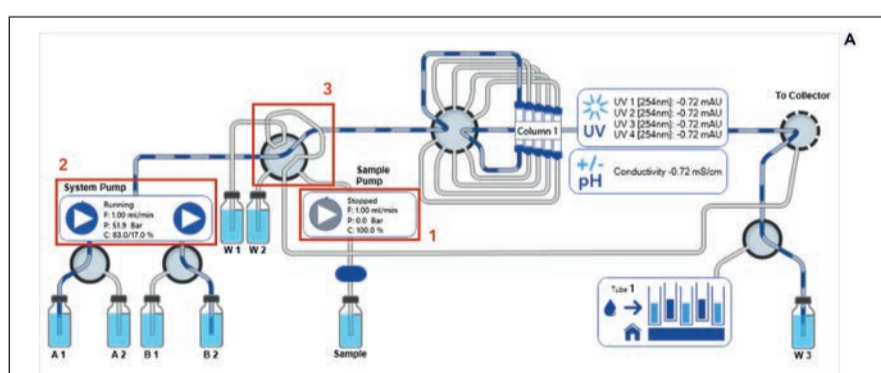 A
3
To Collector
UV 1 [254nm]: -0.72 mAU
UV 2 [254nm]: -0.72 mAU
UV 3 [254nm]: -0.72 mAU
UV 4 [254nm]: -0.72 mAU
UV
Column 1
+/-
pH
Conductivity -0.72 mS/cm
2
System Pump
Running
F: 1.00 ml/min
P: 51.9 Bar
C: 83.0/17.0 %
Sample
Pump
Stopped
F: 1.00 ml/min
P: 0.0 Bar
C: 100.0 %
1
W 1
W 2
Tube 1
A 1
A 2
B 1
B 2
Sample
W 3